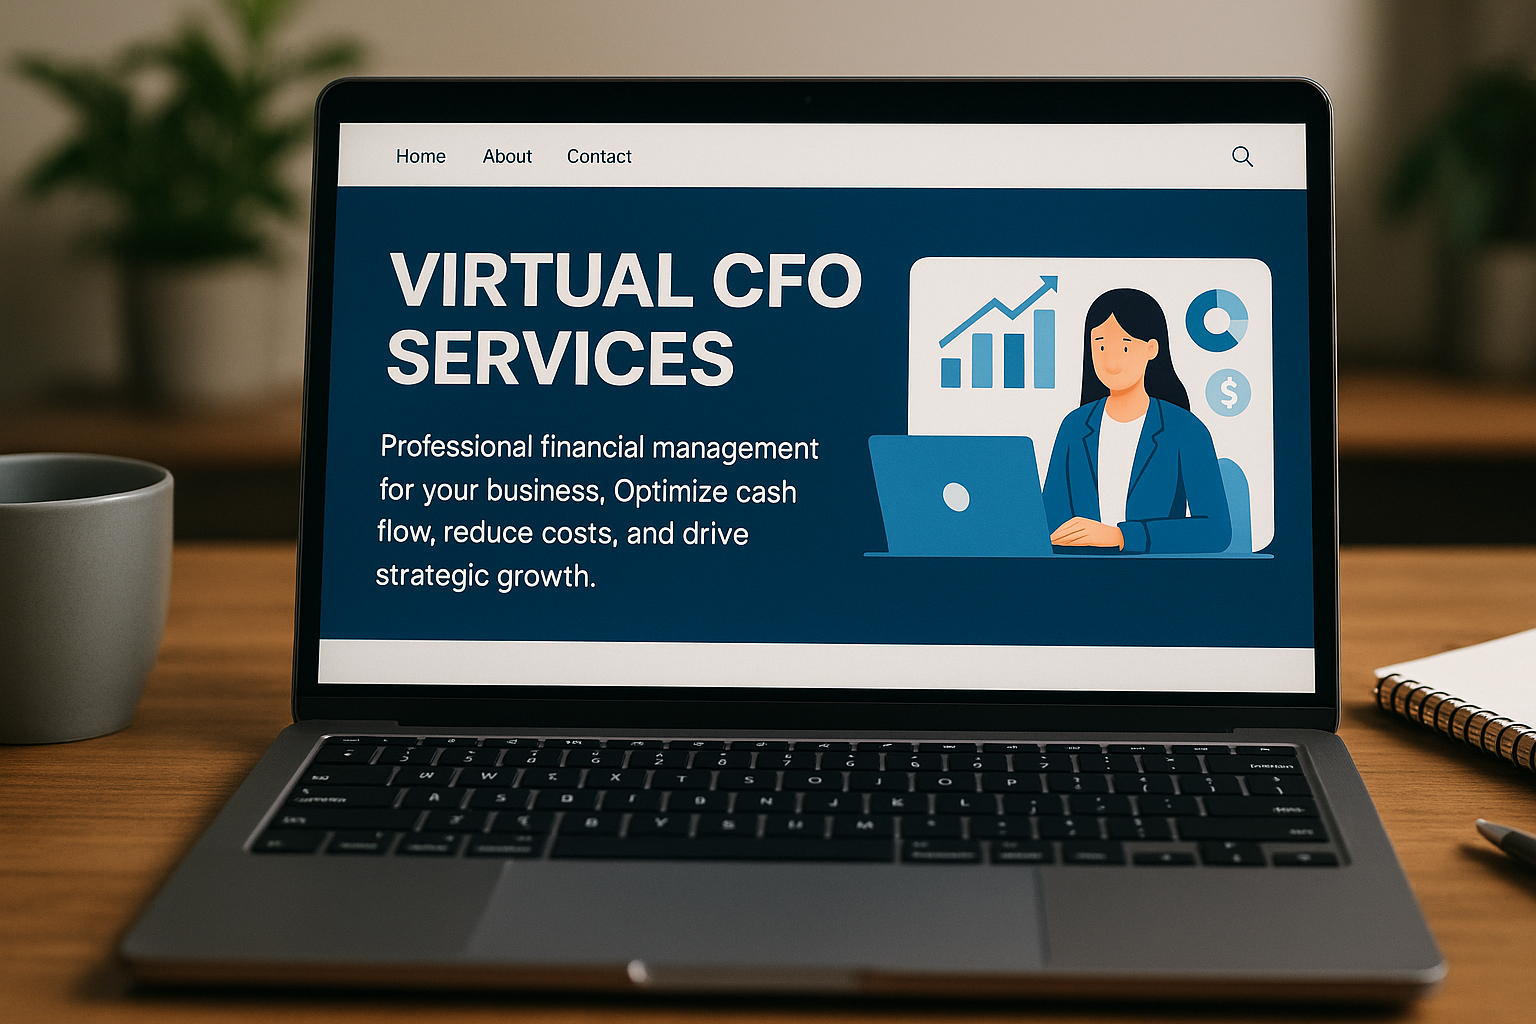 Home About Contact
VIRTUAL CFO
SERVICES
$
Professional financial management
for your business, Optimize cash
flow, reduce costs, and drive
strategic growth.